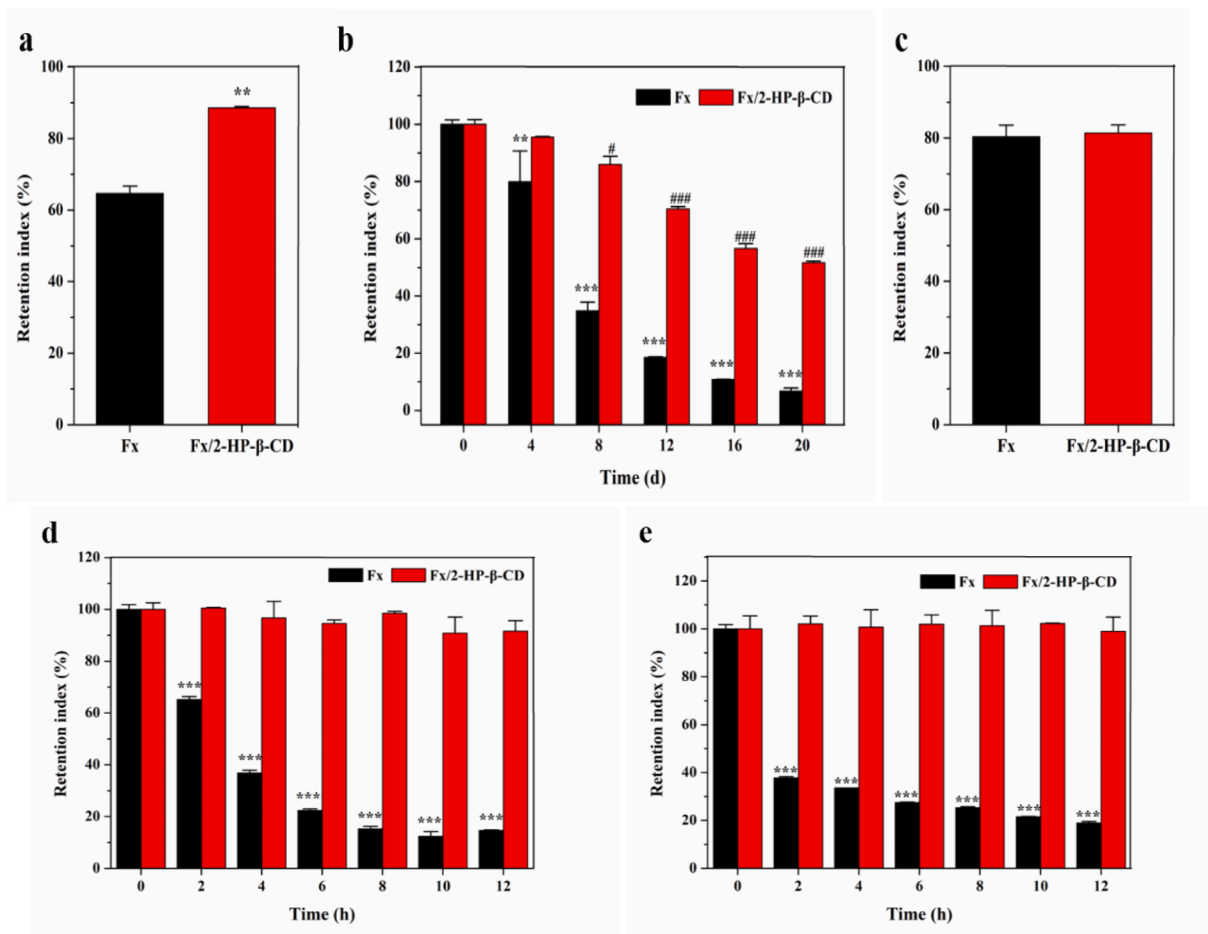 a
Retention index (%)
100
80
60
40
20
0
**
Fx
Fx/2-HP-β-CD
b
Retention index (%)
120
100
80
60
40
20
0
Fx
Fx/2-HP-β-CD
**
#
***
###
***
###
***
###
***
0 4 8 12 16 20
Time (d)
c
Retention index (%)
100
80
60
40
20
0
Fx
Fx/2-HP-β-CD
d
Retention index (%)
120
100
80
60
40
20
0
Fx
Fx/2-HP-β-CD
***
***
***
***
***
***
0 2 4 6 8 10 12
Time (h)
e
Retention index (%)
120
100
80
60
40
20
0
Fx
Fx/2-HP-β-CD
***
***
***
***
***
***
0 2 4 6 8 10 12
Time (h)